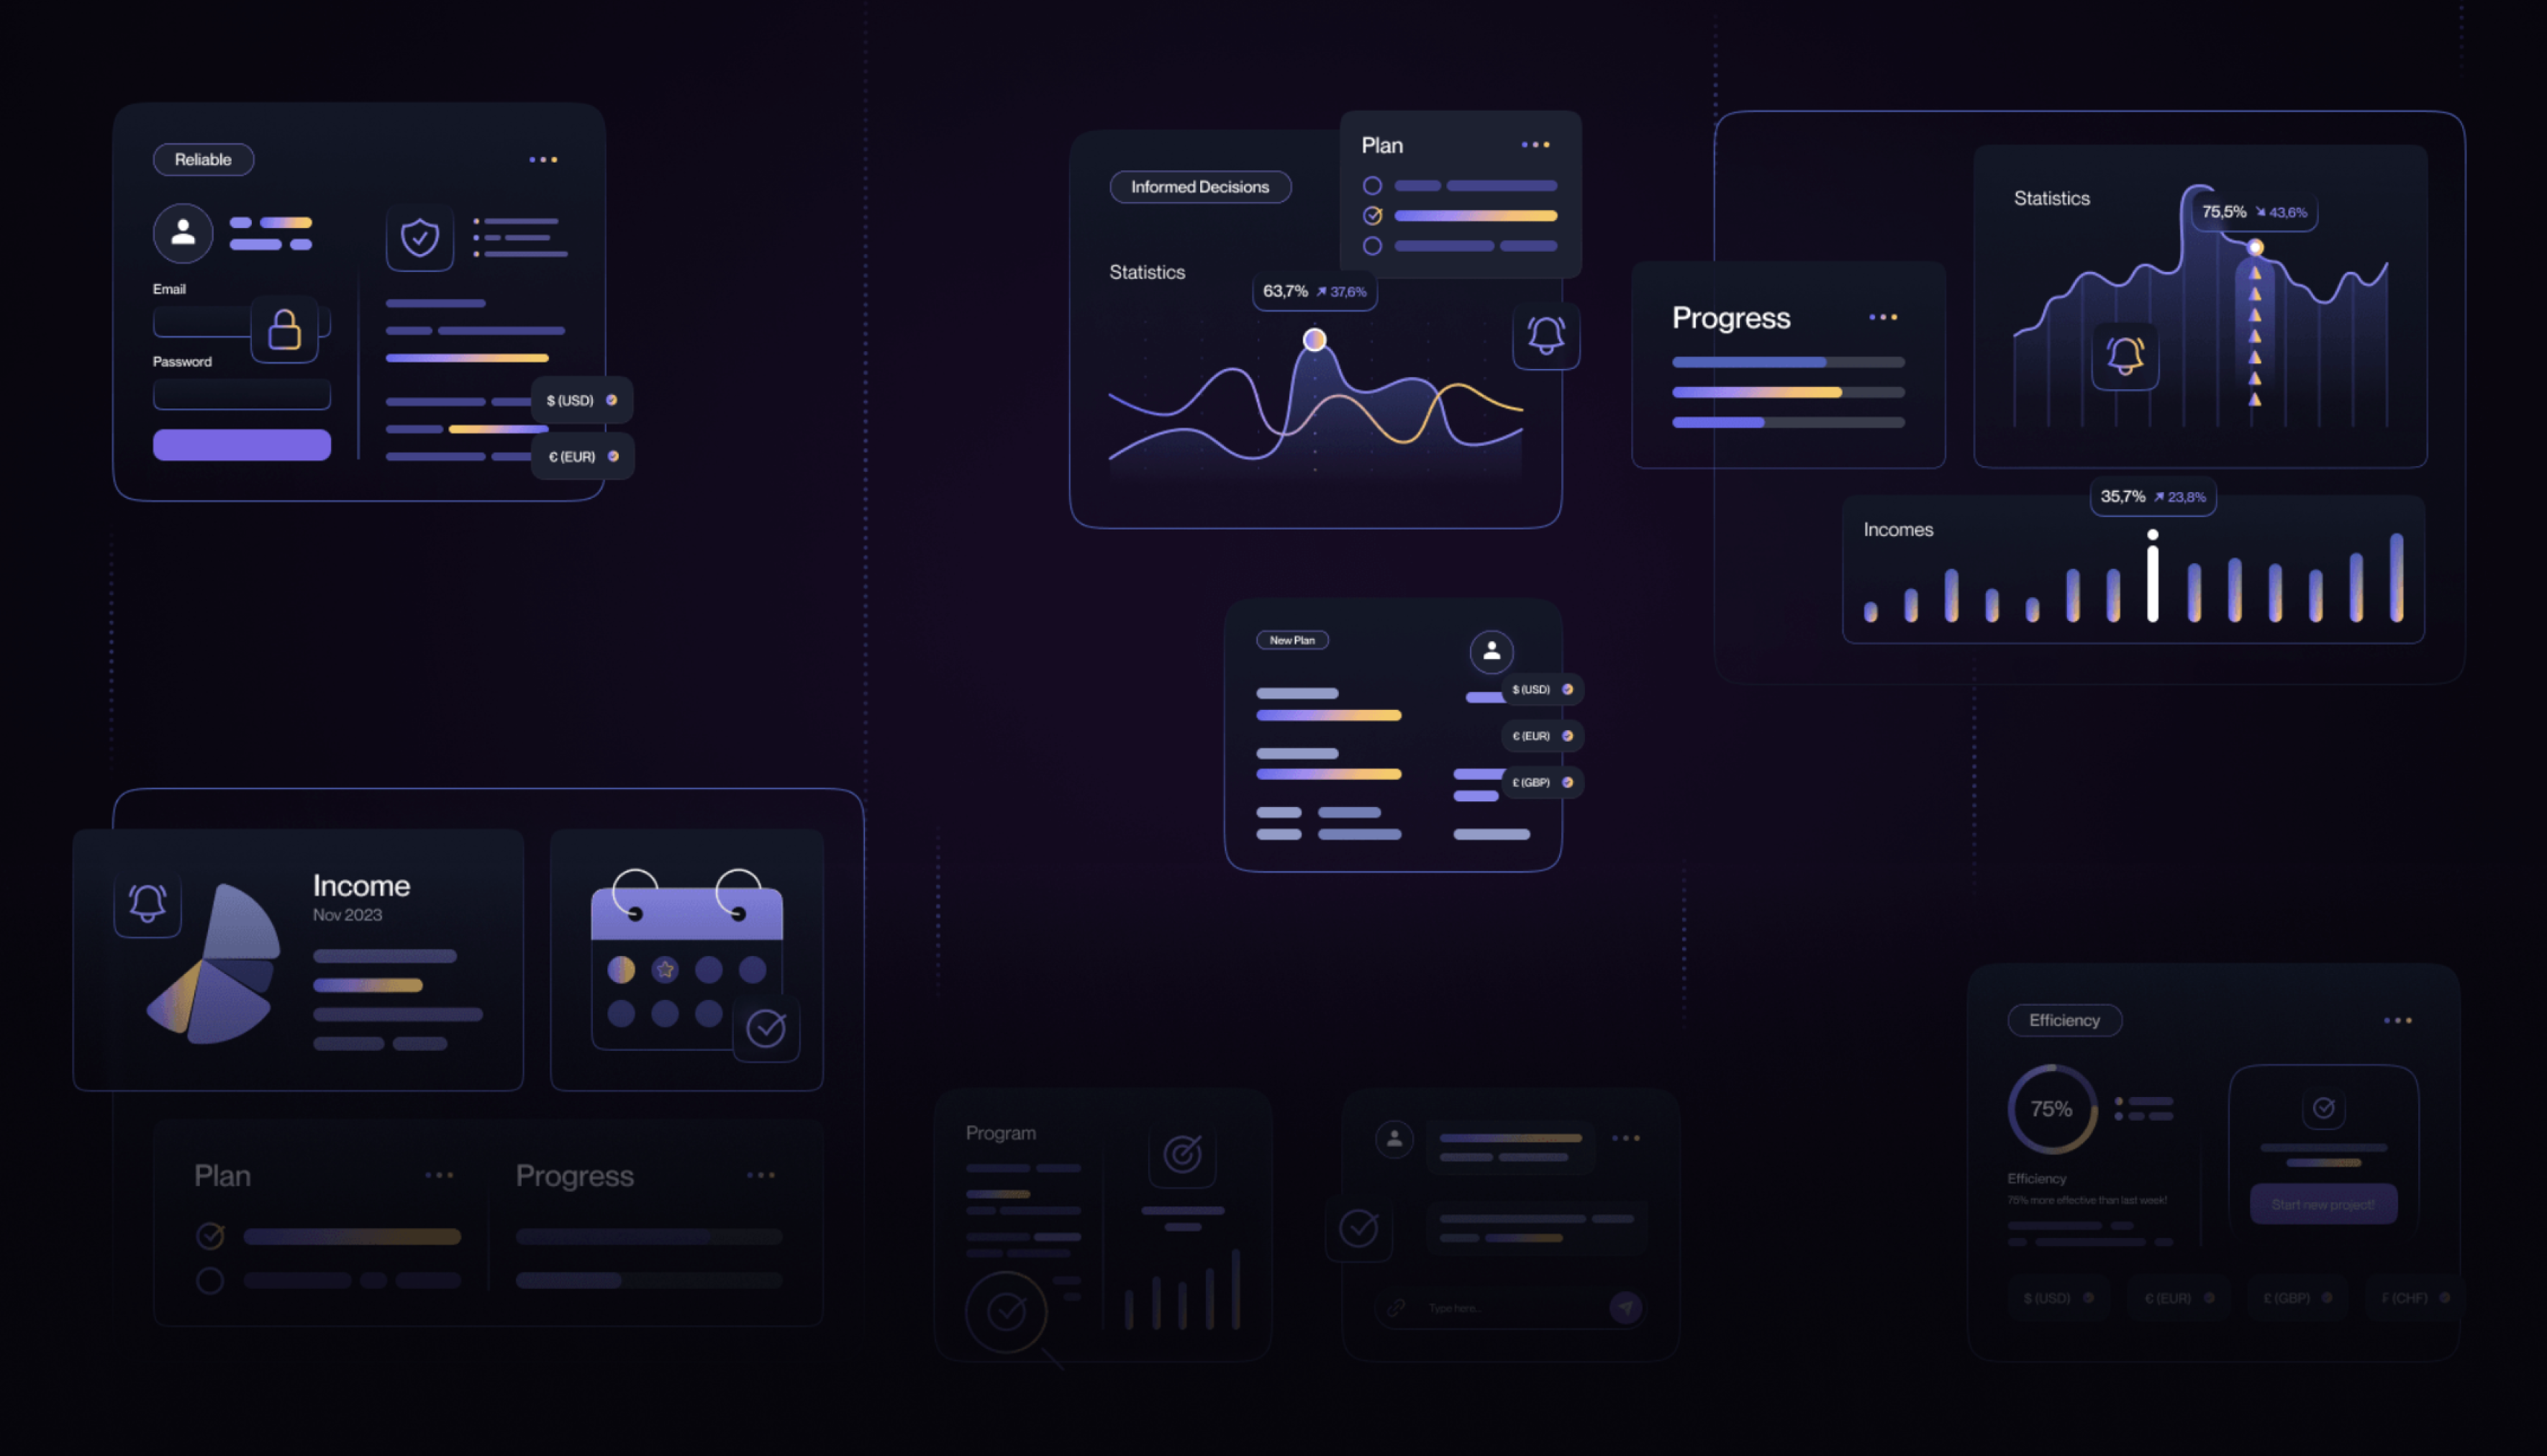 Reliable
Email
Password
$ (USD)
€ (EUR)
Informed Decisions
Plan
Statistics
63,7% 37,6%
Progress
Statistics
75,5% 43,6%
35,7% 23,8%
Incomes
New Plan
$ (USD)
€ (EUR)
£ (GBP)
Income
Nov 2023
Plan
Progress
Program
Type here...
Efficiency
75%
Efficiency
75% more effective than last week!
Start new project!
$ (USD)
€ (EUR)
£ (GBP)
₣ (CHF)